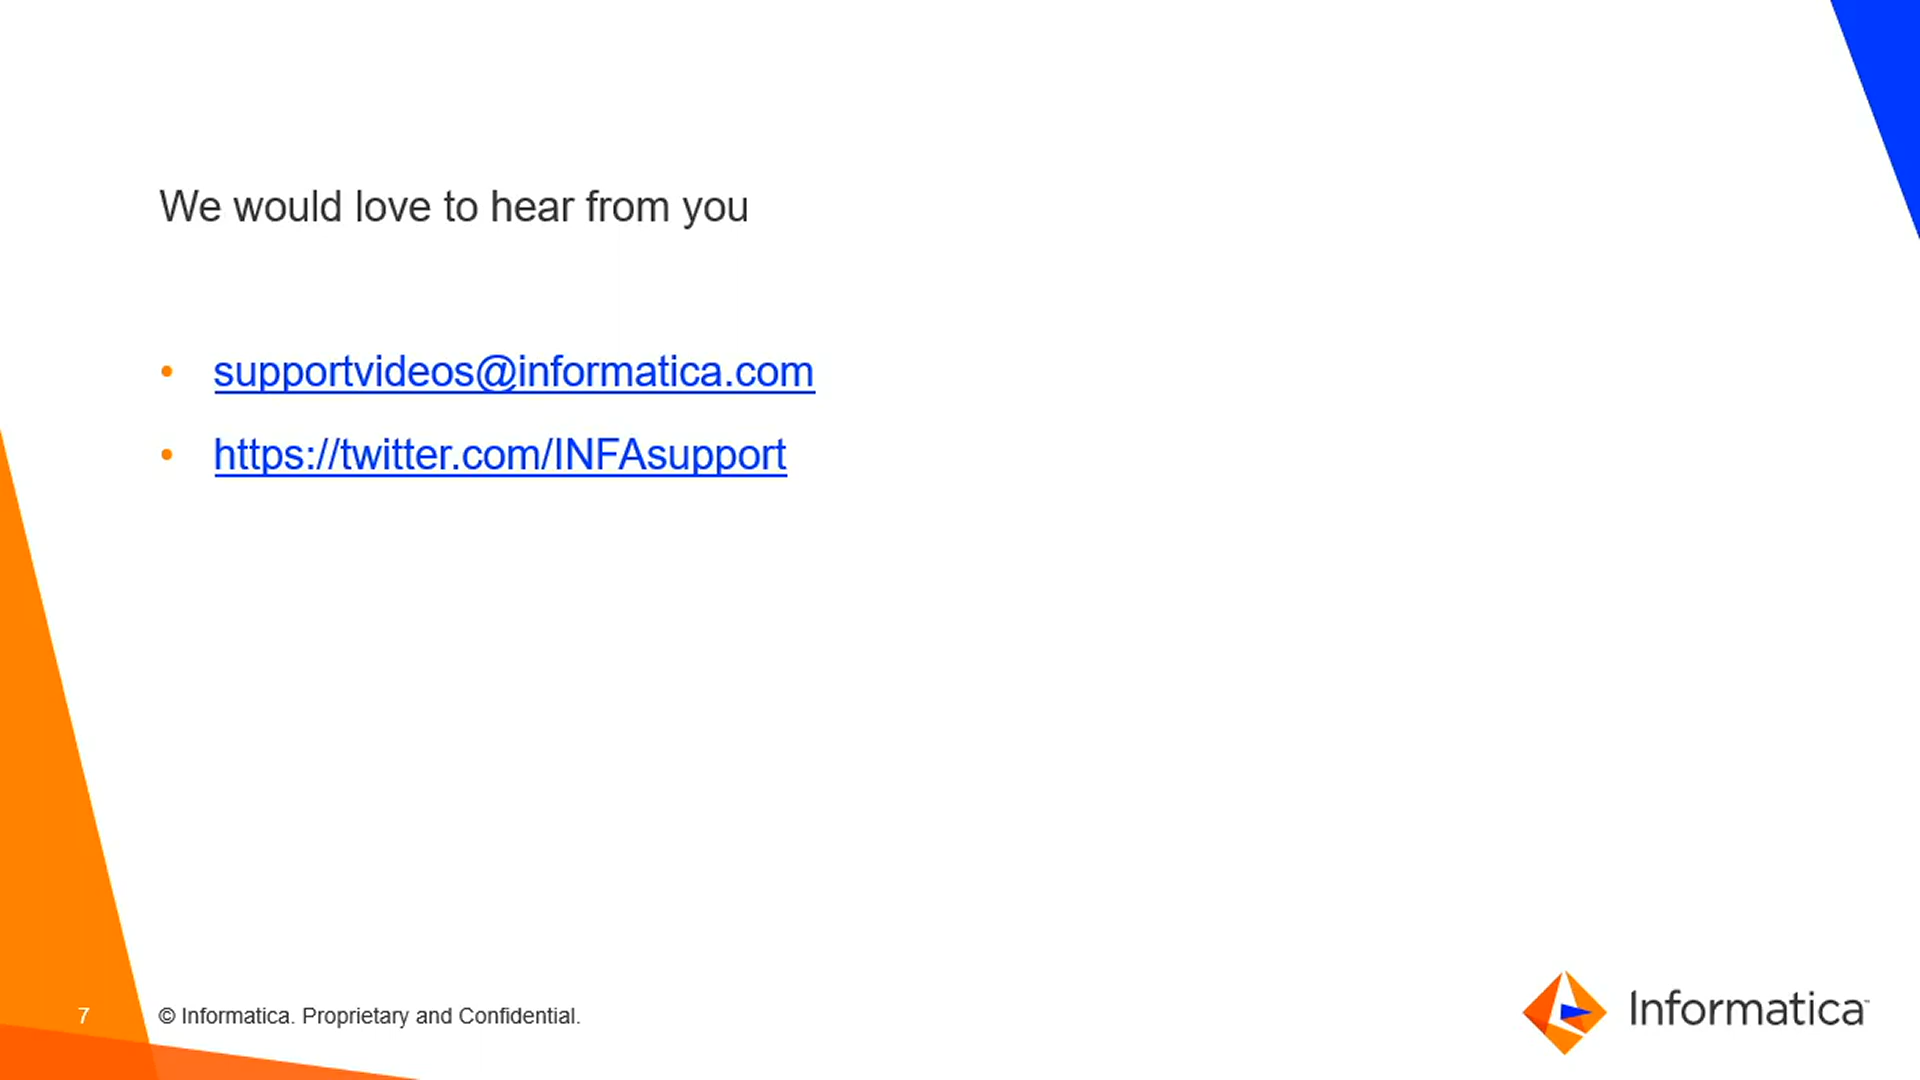 We would love to hear from you
• supportvideos@informatica.com
• https://twitter.com/INFAsupport
7
© Informatica. Proprietary and Confidential.
Informatica™